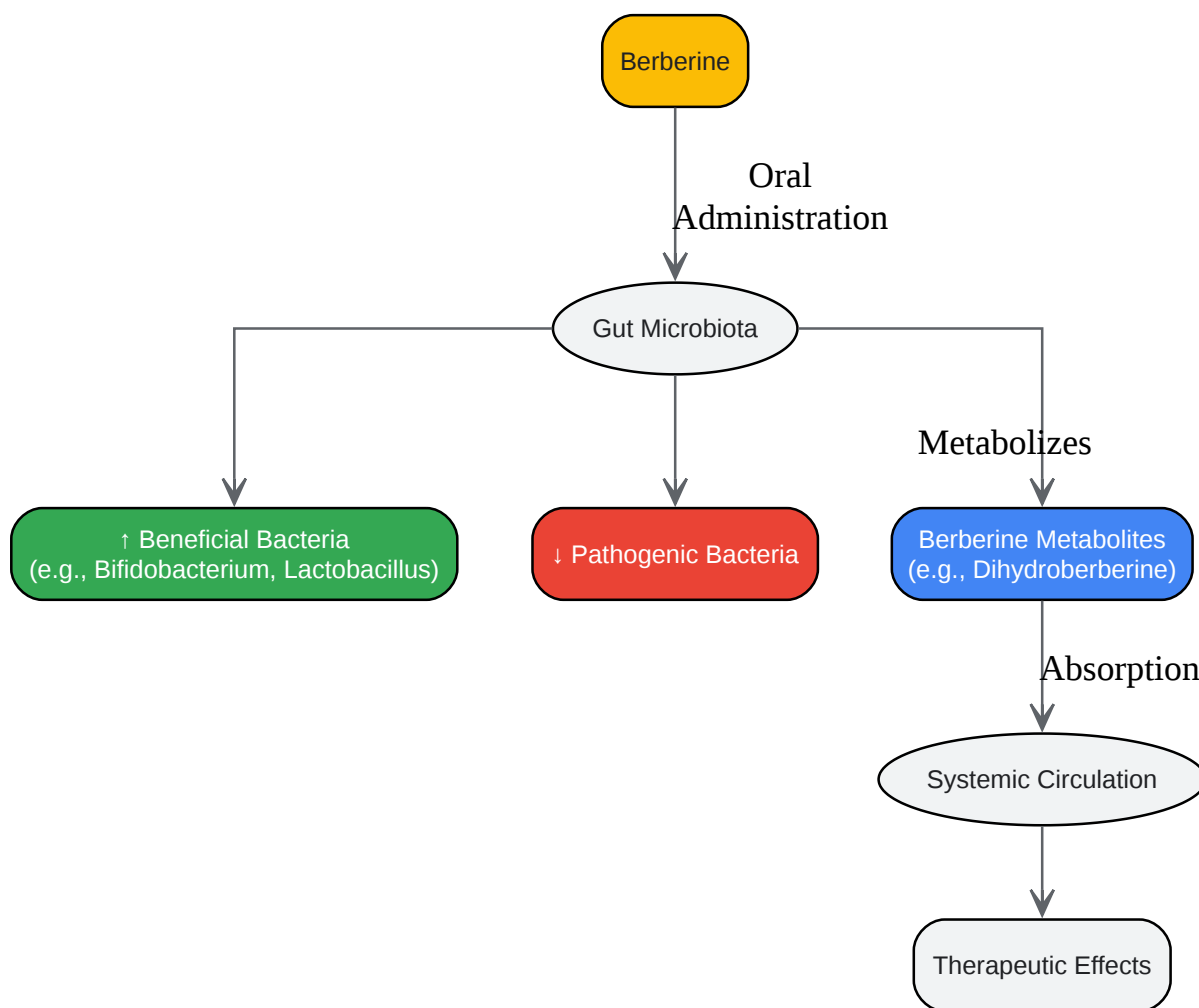 Berberine
Oral
Administration
Gut Microbiota
Metabolizes
↑ Beneficial Bacteria
(e.g., Bifidobacterium, Lactobacillus)
↓ Pathogenic Bacteria
Berberine Metabolites
(e.g., Dihydroberberine)
Absorption
Systemic Circulation
Therapeutic Effects